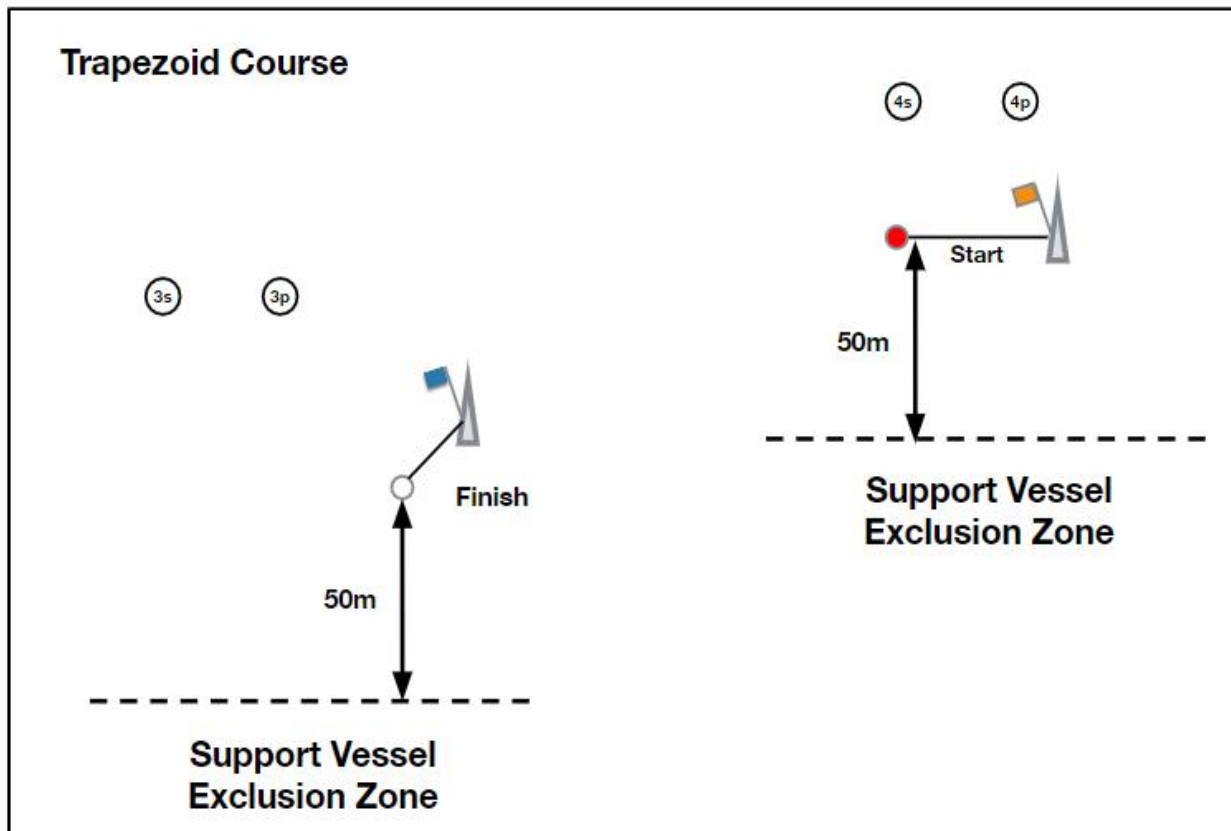 Trapezoid Course
4s
4p
Start
3s
3p
50m
Support Vessel
Exclusion Zone
Finish
50m
Support Vessel
Exclusion Zone